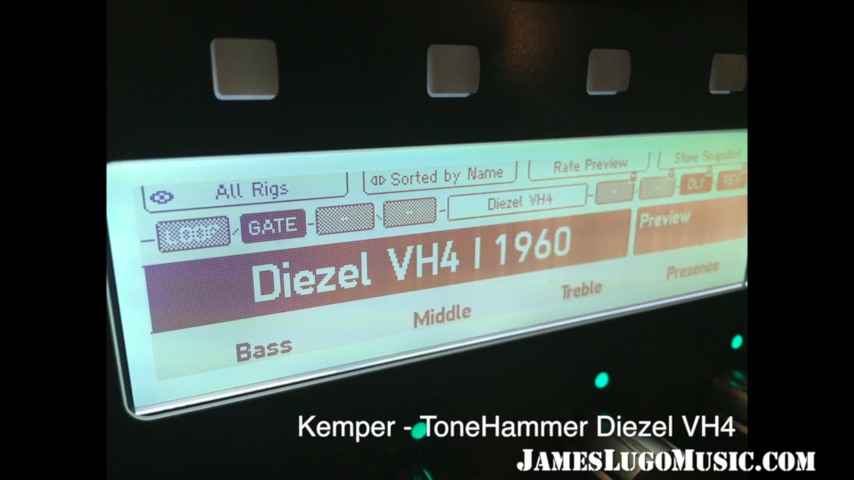 All Rigs
Sorted by Name
Rate Preview
Store Snapshot
LOOP
GATE
-
-
Diezel VH4
-
-
DLY
REV
Diezel VH4 | 1960
Preview
Bass
Middle
Treble
Presence
Kemper - ToneHammer Diezel VH4
JamesLugoMusic.com